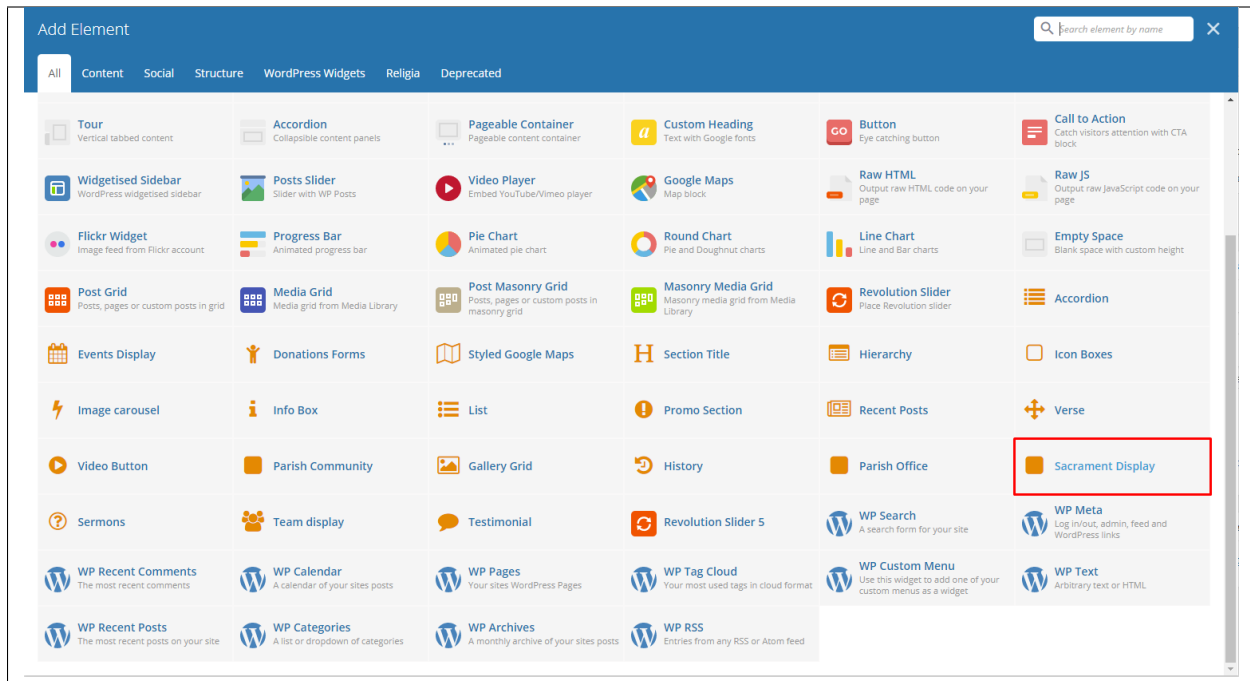 Add Element
Search element by name
All Content Social Structure WordPress Widgets Religia Deprecated
Tour
Vertical tabbed content
Accordion
Collapsible content panels
Pageable Container
Pageable content container
a
Custom Heading
Text with Google fonts
GO
Button
Eye catching button
Call to Action
Catch visitors attention with CTA
block
Widgetised Sidebar
WordPress widgetised sidebar
Posts Slider
Slider with WP Posts
Video Player
Embed YouTube/Vimeo player
Google Maps
Map block
Raw HTML
Output raw HTML code on your
page
Raw JS
Output raw JavaScript code on your
page
Flickr Widget
Image feed from Flickr account
Progress Bar
Animated progress bar
Pie Chart
Animated pie chart
Round Chart
Pie and Doughnut charts
Line Chart
Line and Bar charts
Empty Space
Blank space with custom height
Post Grid
Posts, pages or custom posts in grid
Media Grid
Media grid from Media Library
Post Masonry Grid
Posts, pages or custom posts in
masonry grid
Masonry Media Grid
Masonry media grid from Media
Library
Revolution Slider
Place Revolution slider
Accordion
Events Display
Donations Forms
Styled Google Maps
H
Section Title
Hierarchy
Icon Boxes
Image carousel
Info Box
List
Promo Section
Recent Posts
Verse
Video Button
Parish Community
Gallery Grid
History
Parish Office
Sacrament Display
Sermons
Team display
Testimonial
Revolution Slider 5
WP Search
A search form for your site
WP Meta
Log in/out, admin, feed and
WordPress links
WP Recent Comments
The most recent comments
WP Calendar
A calendar of your sites posts
WP Pages
Your sites WordPress Pages
WP Tag Cloud
Your most used tags in cloud format
WP Custom Menu
Use this widget to add one of your
custom menus as a widget
WP Text
Arbitrary text or HTML
WP Recent Posts
The most recent posts on your site
WP Categories
A list or dropdown of categories
WP Archives
A monthly archive of your sites posts
WP RSS
Entries from any RSS or Atom feed